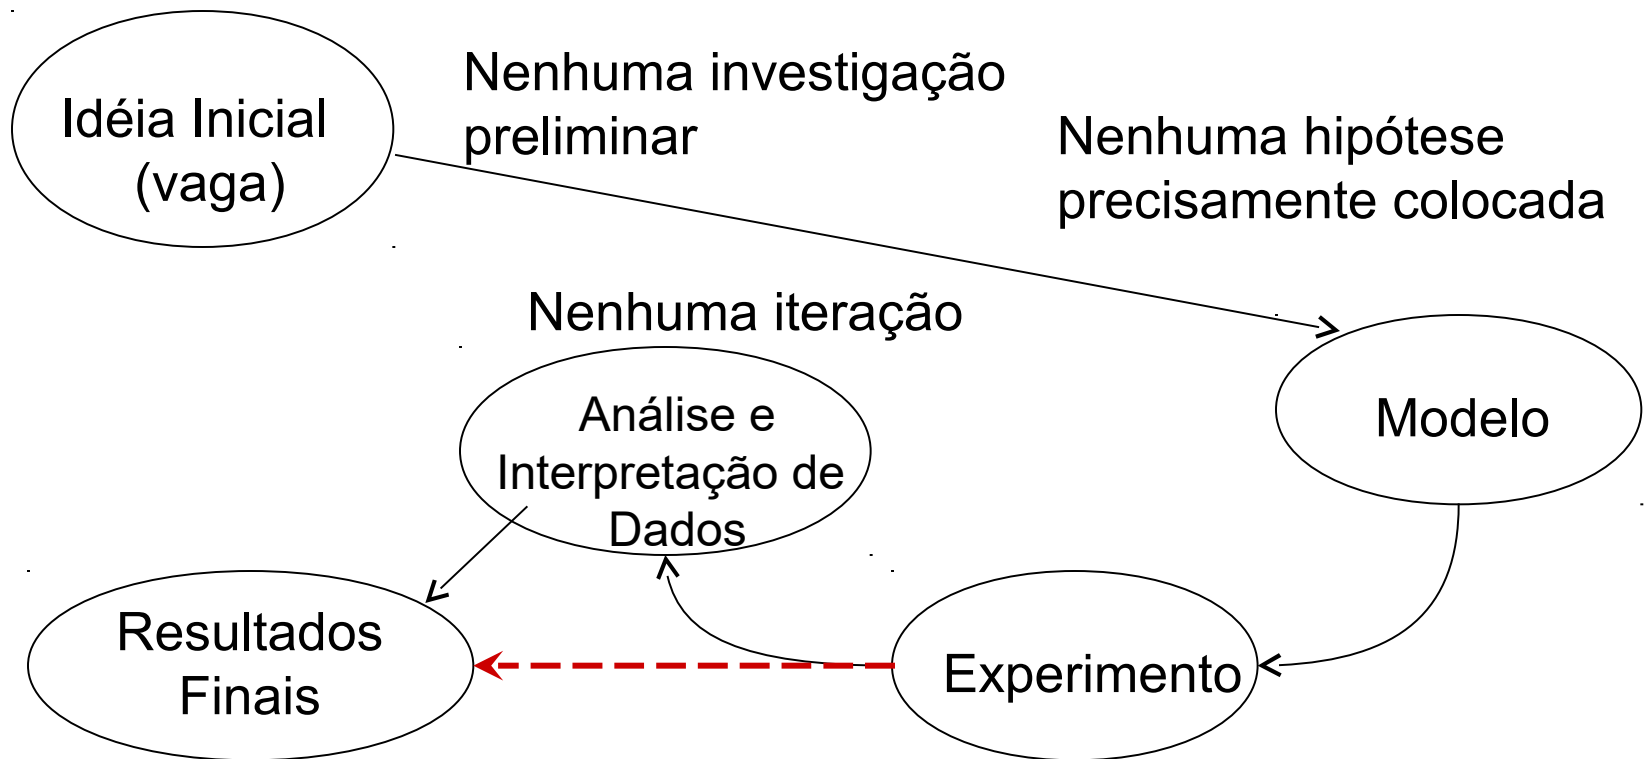 Idéia Inicial
(vaga)
Nenhuma investigação
preliminar
Nenhuma hipótese
precisamente colocada
Nenhuma iteração
Análise e
Interpretação de
Dados
Modelo
Resultados
Finais
Experimento